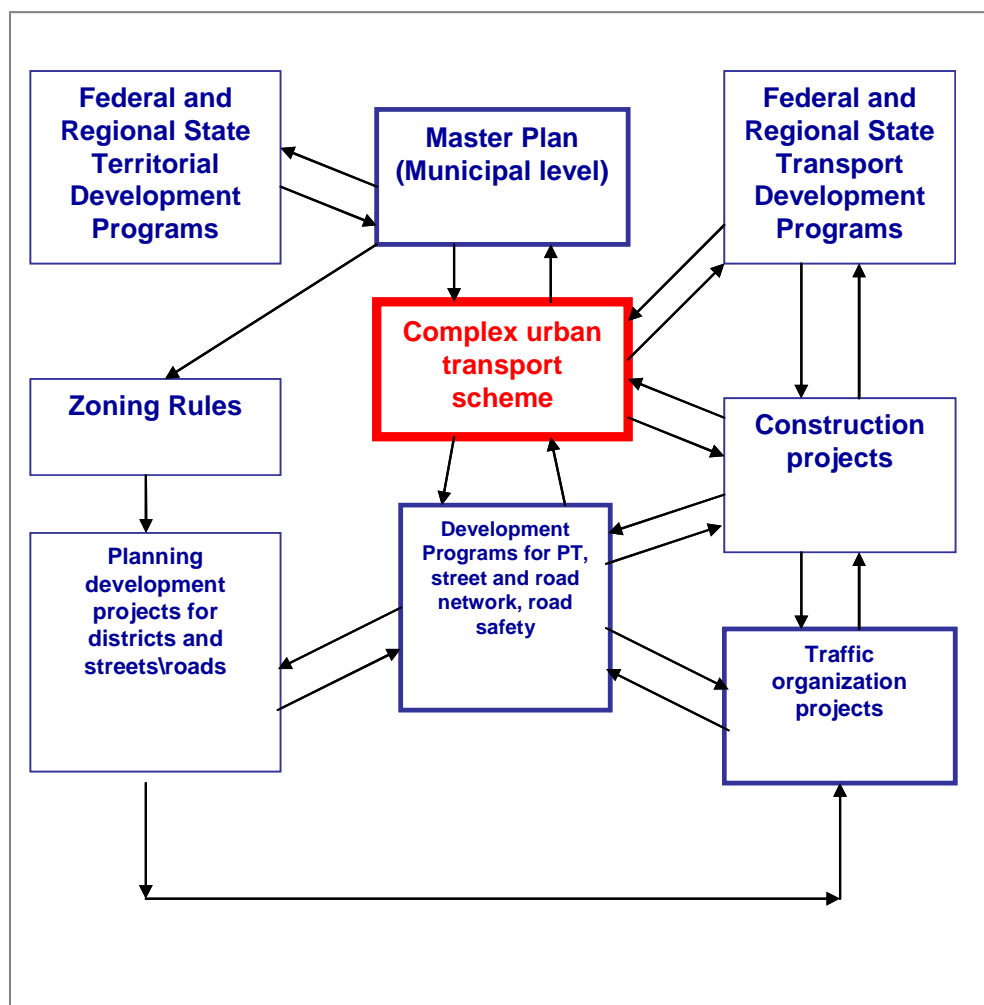 Federal and
Regional State
Territorial
Development
Programs
Master Plan
(Municipal level)
Federal and
Regional State
Transport
Development
Programs
Complex urban
transport
scheme
Zoning Rules
Construction
projects
Planning
development
projects for
districts and
streets\roads
Development
Programs for PT,
street and road
network, road
safety
Traffic
organization
projects